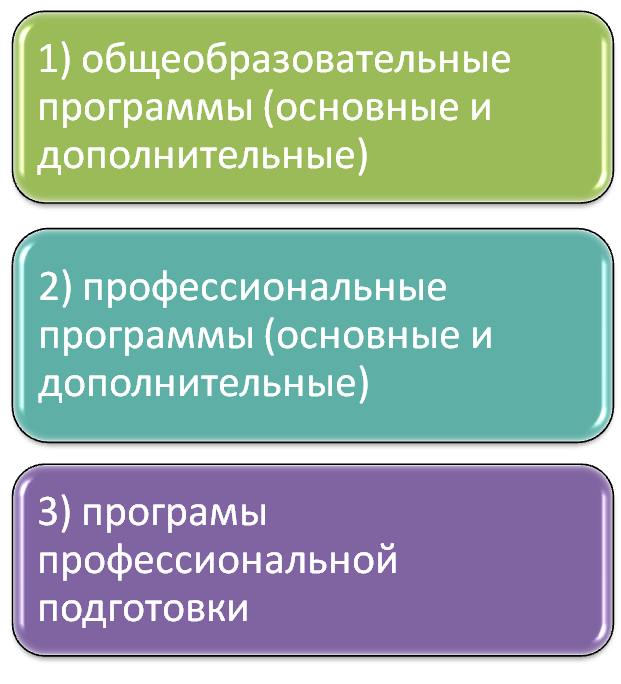 1) общеобразовательные
программы (основные и
дополнительные)
2) профессиональные
программы (основные и
дополнительные)
3) програмы
профессиональной
подготовки